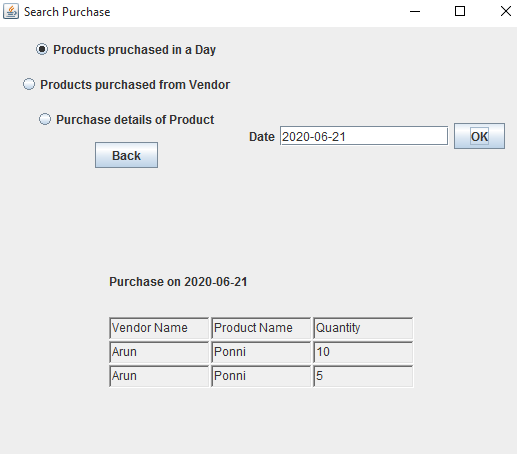 Search Purchase
Products pruchased in a Day
Products purchased from Vendor
Purchase details of Product
Date 2020-06-21 OK
Back
Purchase on 2020-06-21
Vendor Name Product Name Quantity
Arun Ponni 10
Arun Ponni 5